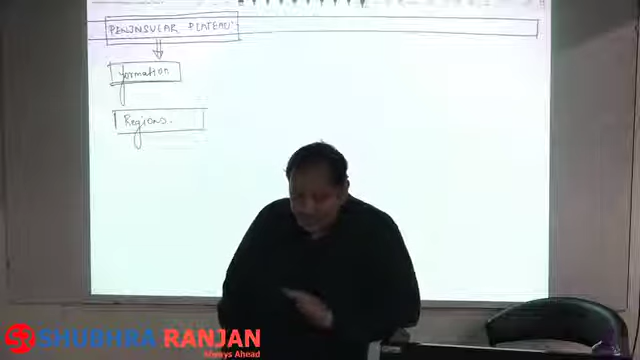 PENINSULAR PLATEAU:
formation
Regions.
SHUBHRA RANJAN
Always Ahead